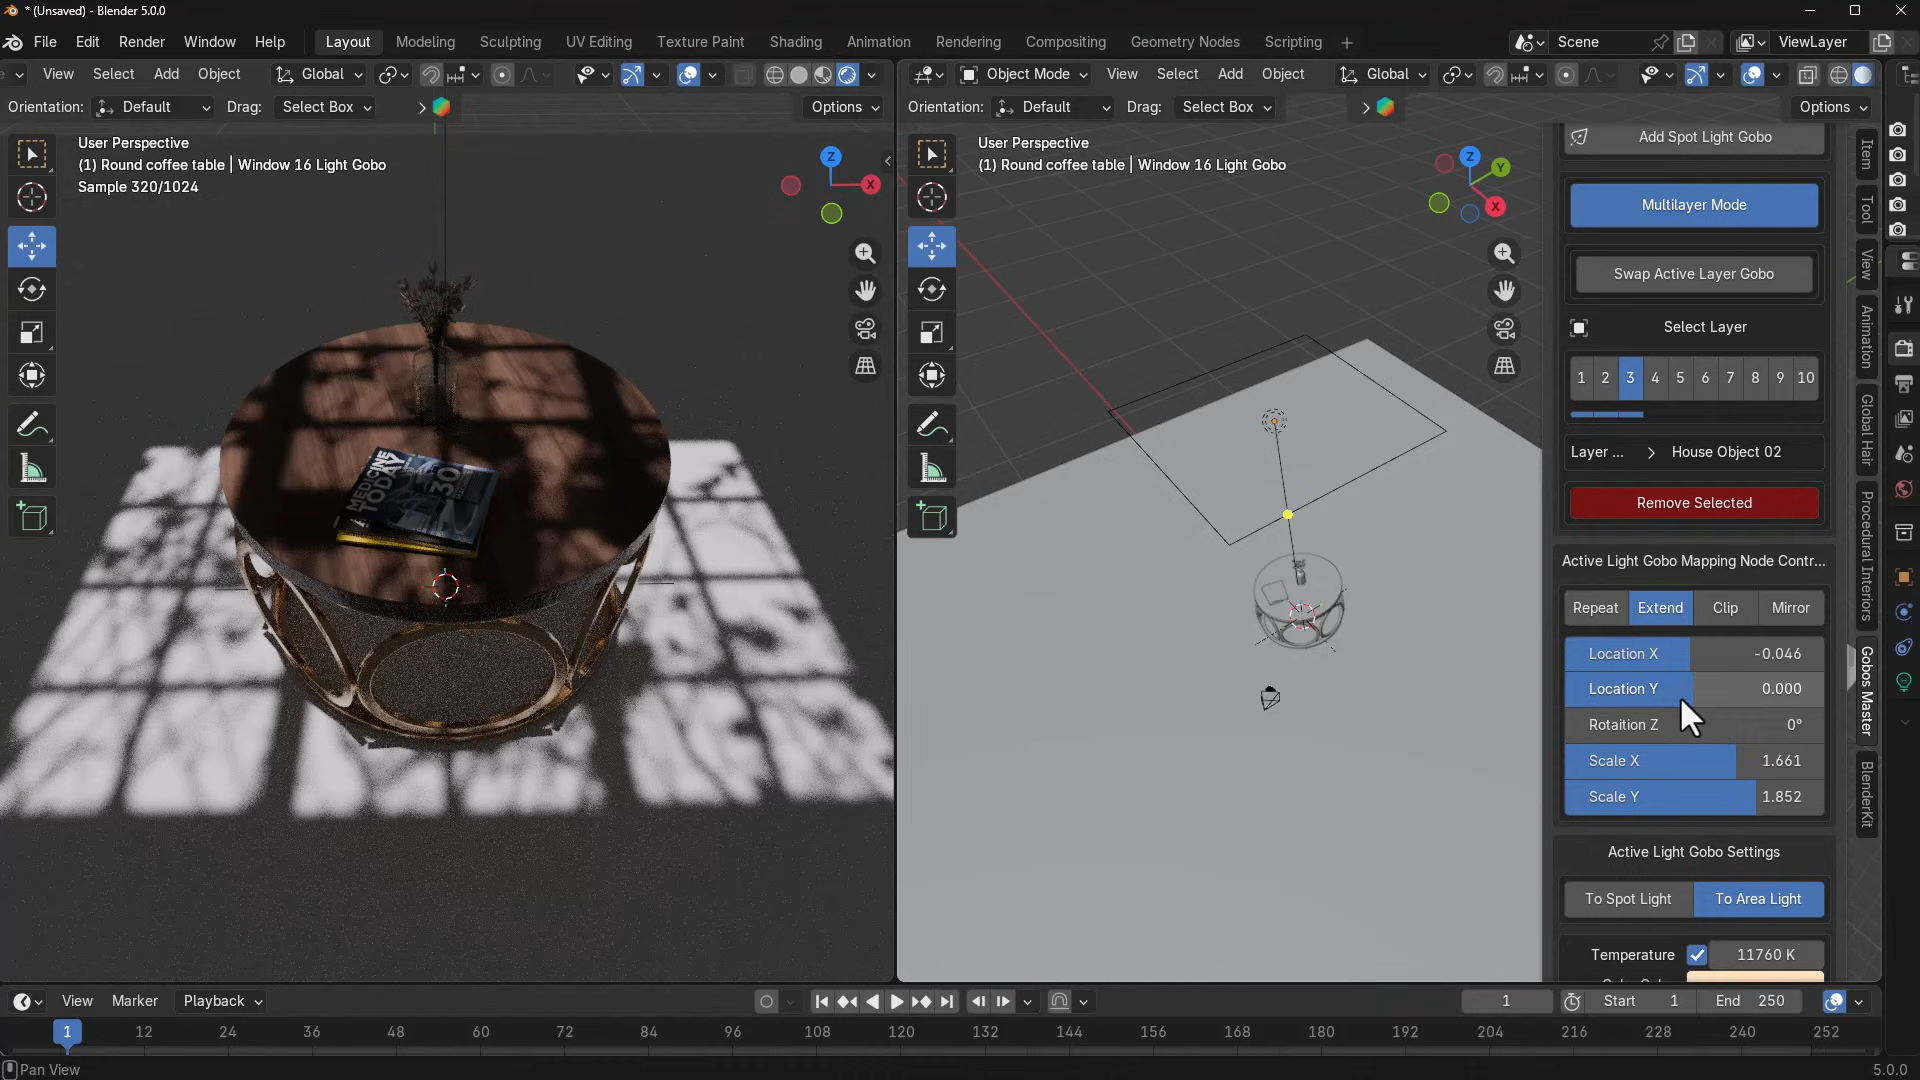 * (Unsaved) - Blender 5.0.0
File Edit Render Window Help Layout Modeling Sculpting UV Editing Texture Paint Shading Animation Rendering Compositing Geometry Nodes Scripting + Scene ViewLayer
View Select Add Object Global
Object Mode View Select Add Object Global
Orientation: Default Drag: Select Box Options
Orientation: Default Drag: Select Box Options
User Perspective
(1) Round coffee table | Window 16 Light Gobo
Sample 320/1024
Z
X
MEDICINE
TODAY
30
User Perspective
(1) Round coffee table | Window 16 Light Gobo
Z
Y
X
Add Spot Light Gobo
Multilayer Mode
Swap Active Layer Gobo
Select Layer
1 2 3 4 5 6 7 8 9 10
Layer ... House Object 02
Remove Selected
Active Light Gobo Mapping Node Contr...
Repeat Extend Clip Mirror
Location X -0.046
Location Y 0.000
Rotaition Z 0°
Scale X 1.661
Scale Y 1.852
Active Light Gobo Settings
To Spot Light To Area Light
Temperature 11760 K
Item
Tool
View
Animation
Global Hair
Procedural Interiors
Gobos Master
BlenderKit
View Marker Playback 1 Start 1 End 250
1 12 24 36 48 60 72 84 96 108 120 132 144 156 168 180 192 204 216 228 240 252
Pan View 5.0.0